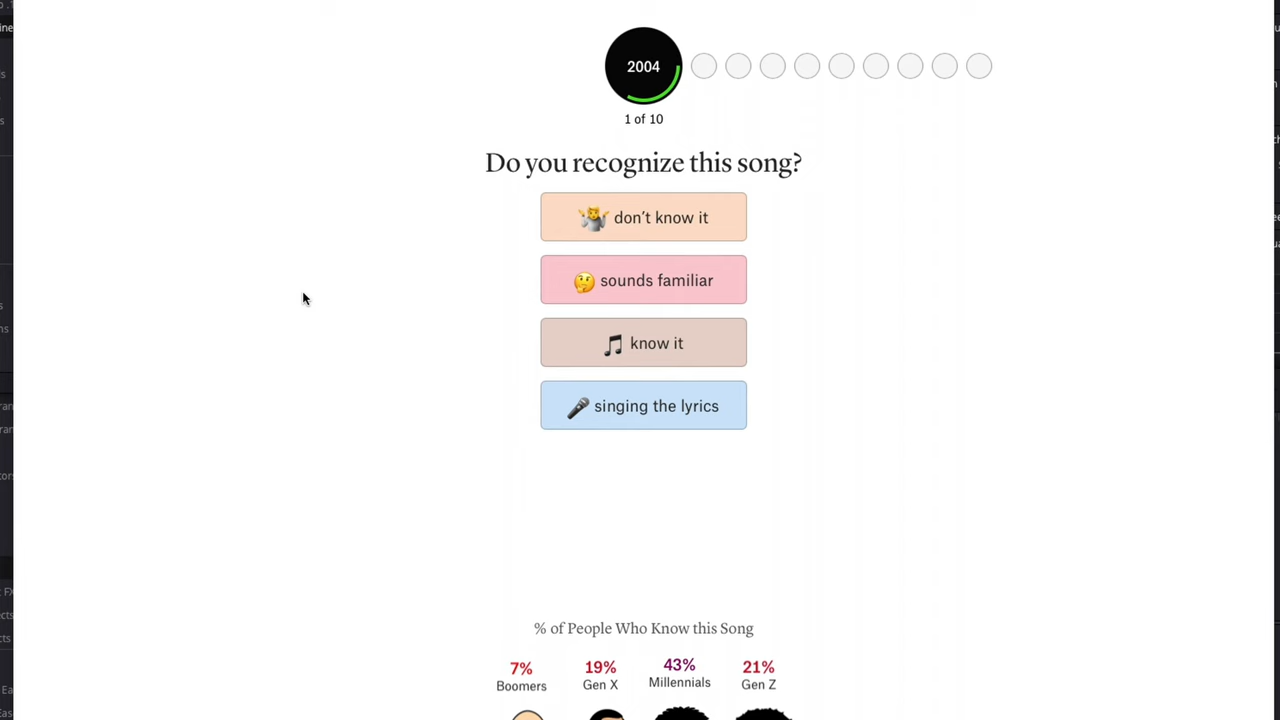 2004
1 of 10
Do you recognize this song?
don’t know it
sounds familiar
know it
singing the lyrics
% of People Who Know this Song
7% 19% 43% 21%
Boomers Gen X Millennials Gen Z